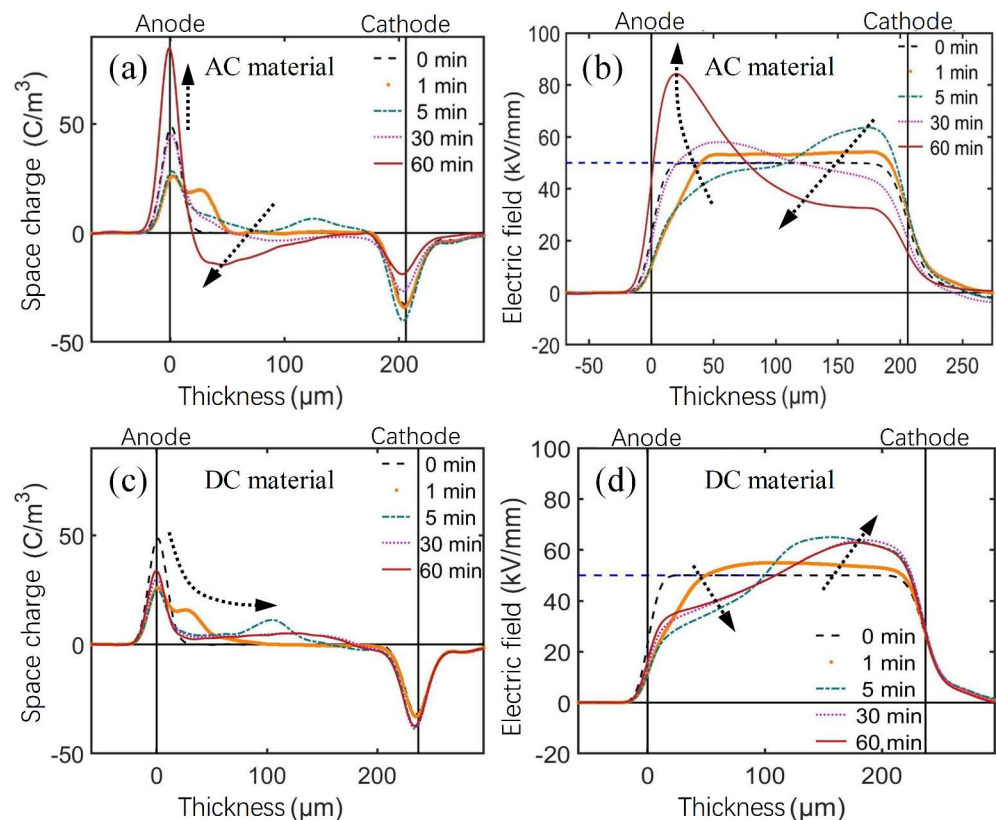 Anode Cathode
(a) AC material
0 min
1 min
5 min
30 min
60 min
Space charge (C/m³)
50
0
-50
0 100 200
Thickness (μm)
Anode Cathode
(b) AC material
0 min
1 min
5 min
30 min
60 min
Electric field (kV/mm)
100
80
60
40
20
0
-20
-50 0 50 100 150 200 250
Thickness (μm)
Anode Cathode
(c) DC material
0 min
1 min
5 min
30 min
60 min
Space charge (C/m³)
50
0
-50
0 100 200
Thickness (μm)
Anode Cathode
(d) DC material
0 min
1 min
5 min
30 min
60 min
Electric field (kV/mm)
100
80
60
40
20
0
-20
0 100 200
Thickness (μm)